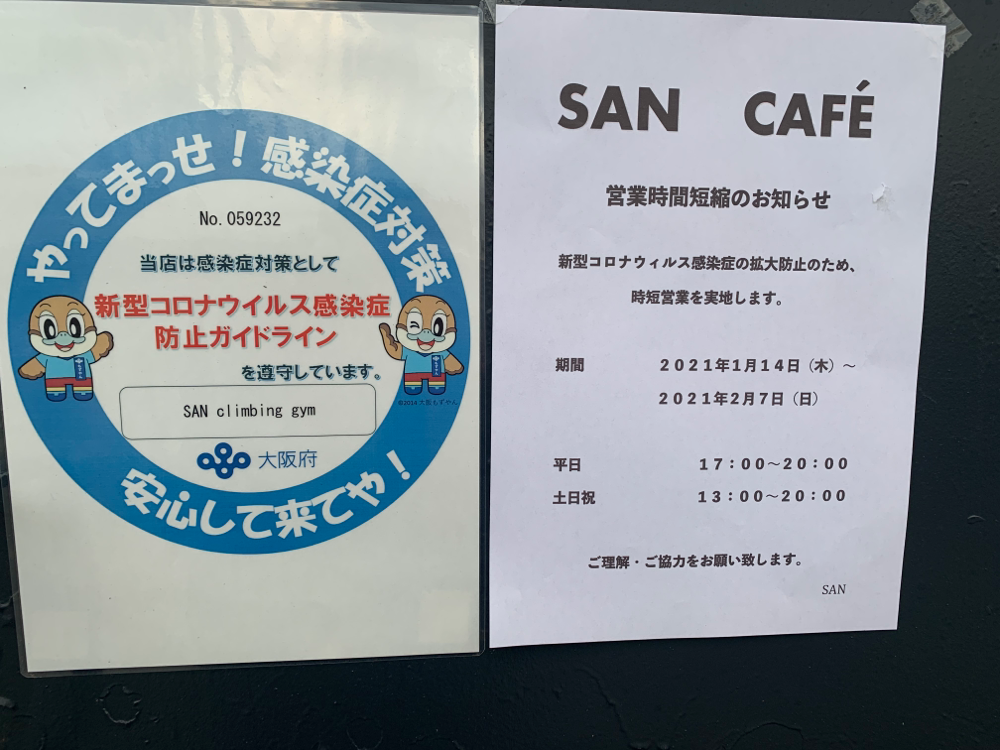 やってまっせ！感染症対策
No. 059232
当店は感染症対策として
新型コロナウイルス感染症
防止ガイドライン
を遵守しています。
©2014 大阪もずやん
SAN climbing gym
大阪府
安心して来てや！
SAN CAFÉ
営業時間短縮のお知らせ
新型コロナウィルス感染症の拡大防止のため、
時短営業を実地します。
期間 2021年1月14日（木）～
2021年2月7日（日）
平日 17：00～20：00
土日祝 13：00～20：00
ご理解・ご協力をお願い致します。
SAN